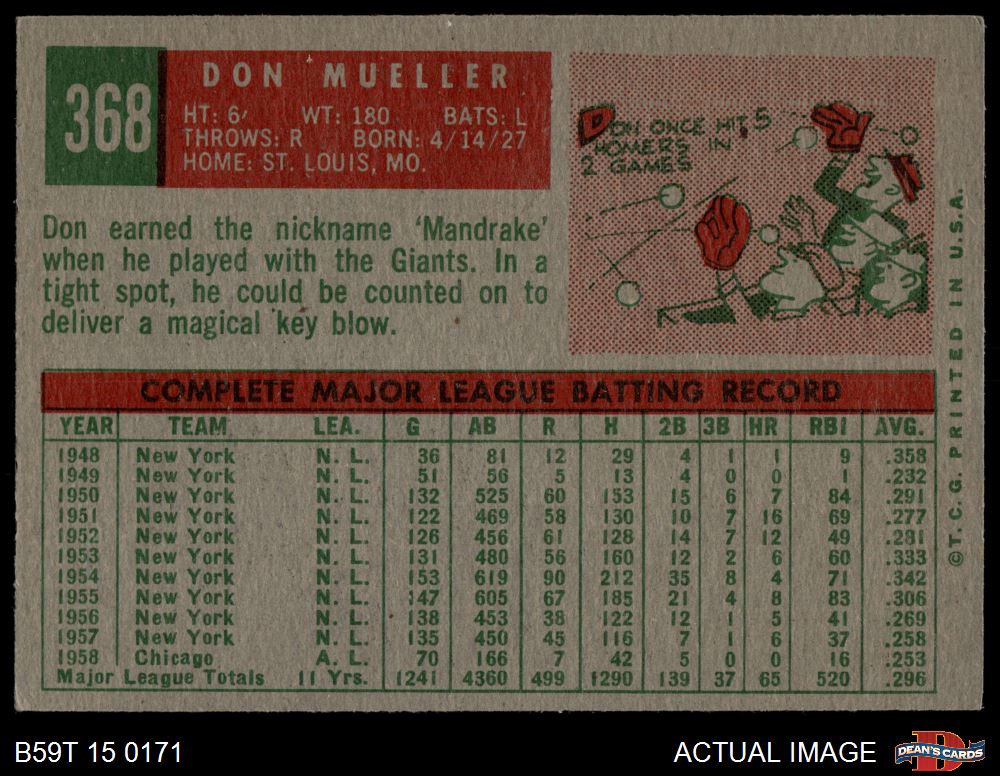 368
DON MUELLER
HT: 6' WT: 180 BATS: L
THROWS: R BORN: 4/14/27
HOME: ST. LOUIS, MO.
DON ONCE HIT 5
HOMERS IN
2 GAMES
Don earned the nickname 'Mandrake'
when he played with the Giants. In a
tight spot, he could be counted on to
deliver a magical key blow.
COMPLETE MAJOR LEAGUE BATTING RECORD
YEAR TEAM LEA. G AB R H 2B 3B HR RBI AVG.
1948 New York N. L. 36 81 12 29 4 1 1 9 .358
1949 New York N. L. 51 56 5 13 4 0 0 1 .232
1950 New York N. L. 132 525 60 153 15 6 7 84 .291
1951 New York N. L. 122 469 58 130 10 7 16 69 .277
1952 New York N. L. 126 456 61 128 14 7 12 49 .281
1953 New York N. L. 131 480 56 160 12 2 6 60 .333
1954 New York N. L. 153 619 90 212 35 8 4 71 .342
1955 New York N. L. 147 605 67 185 21 4 8 83 .306
1956 New York N. L. 138 453 38 122 12 1 5 41 .269
1957 New York N. L. 135 450 45 116 7 1 6 37 .258
1958 Chicago A. L. 70 166 7 42 5 0 0 16 .253
Major League Totals 11 Yrs. 1241 4360 499 1290 139 37 65 520 .296
©T. C. G. PRINTED IN U.S.A.
B59T 15 0171
ACTUAL IMAGE
DEAN'S CARDS